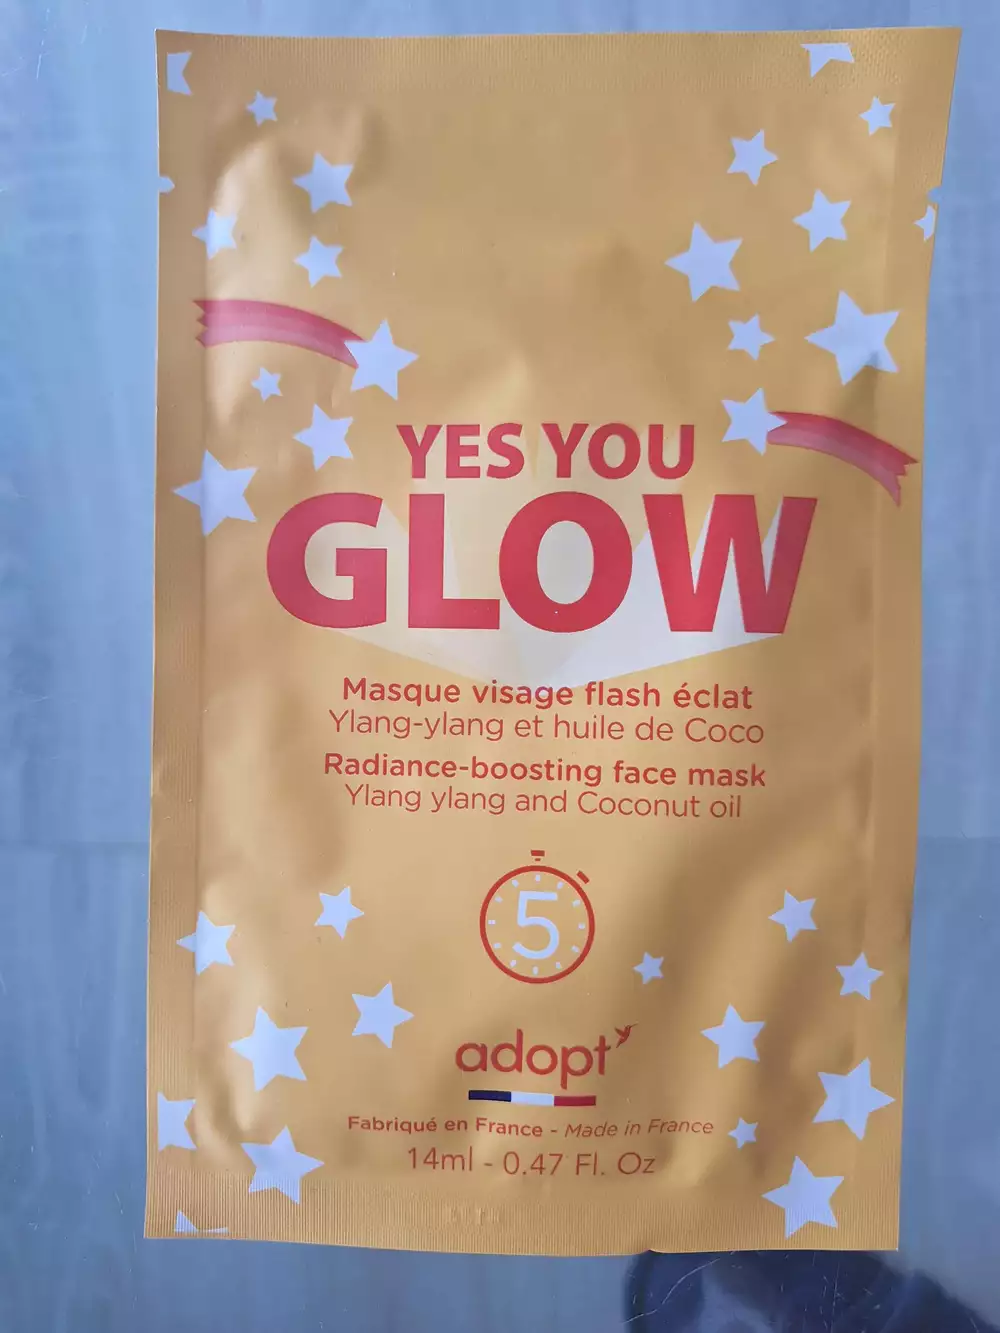 YES YOU
GLOW
Masque visage flash éclat
Ylang-ylang et huile de Coco
Radiance-boosting face mask
Ylang ylang and Coconut oil
5
adopt
Fabriqué en France - Made in France
14ml - 0.47 Fl. Oz